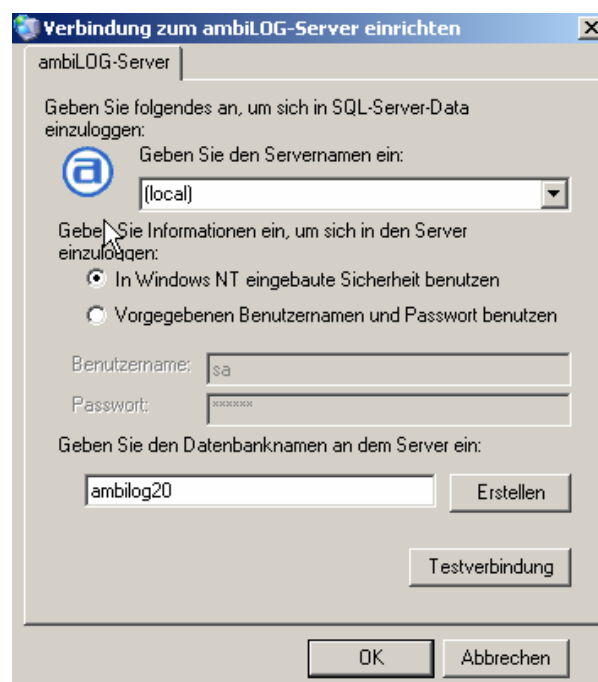 Verbindung zum ambiLOG-Server einrichten
ambiLOG-Server
Geben Sie folgendes an, um sich in SQL-Server-Data
einzuloggen:
Geben Sie den Servernamen ein:
(local)
Geben Sie Informationen ein, um sich in den Server
einzuloggen:
In Windows NT eingebaute Sicherheit benutzen
Vorgegebenen Benutzernamen und Passwort benutzen
Benutzername:
sa
Passwort:
××××××
Geben Sie den Datenbanknamen an dem Server ein:
ambilog20
Erstellen
Testverbindung
OK
Abbrechen